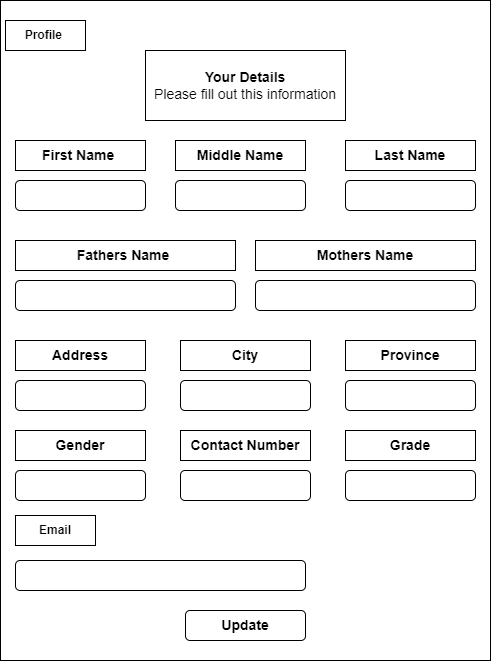 Profile
Your Details
Please fill out this information
First Name
Middle Name
Last Name
Fathers Name
Mothers Name
Address
City
Province
Gender
Contact Number
Grade
Email
Update